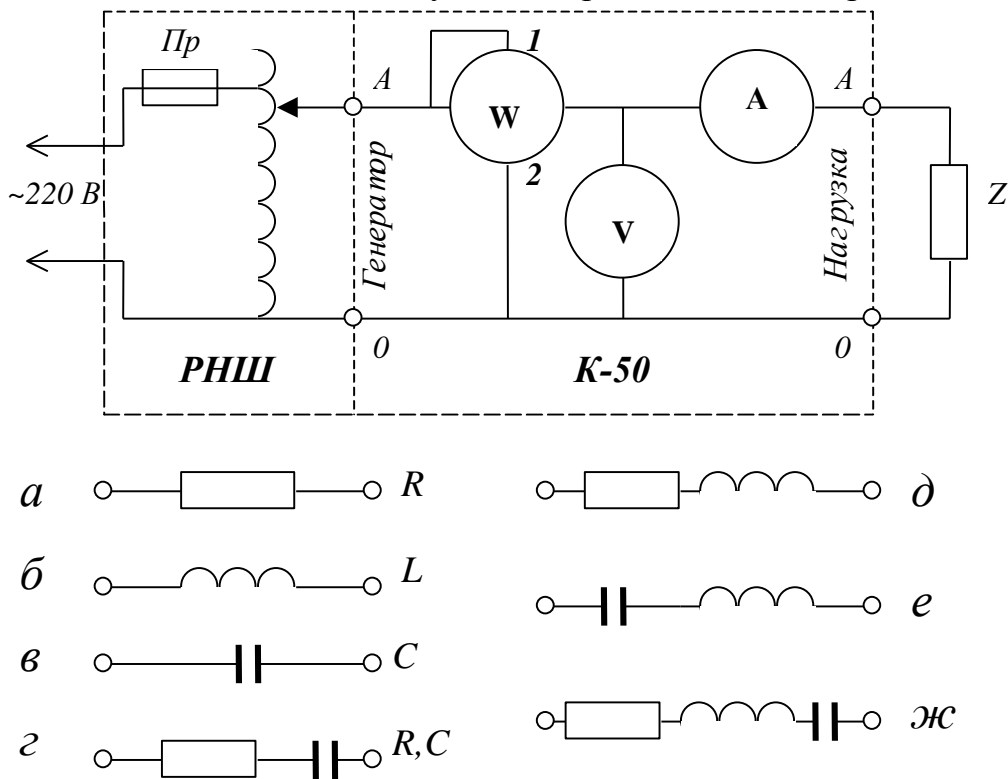 Пр
1
A
W
A
A
2
~220 В
Генератор
V
Нагрузка
Z
0
0
РНШ
К-50
а
R
д
б
L
е
в
C
г
R,C
ж